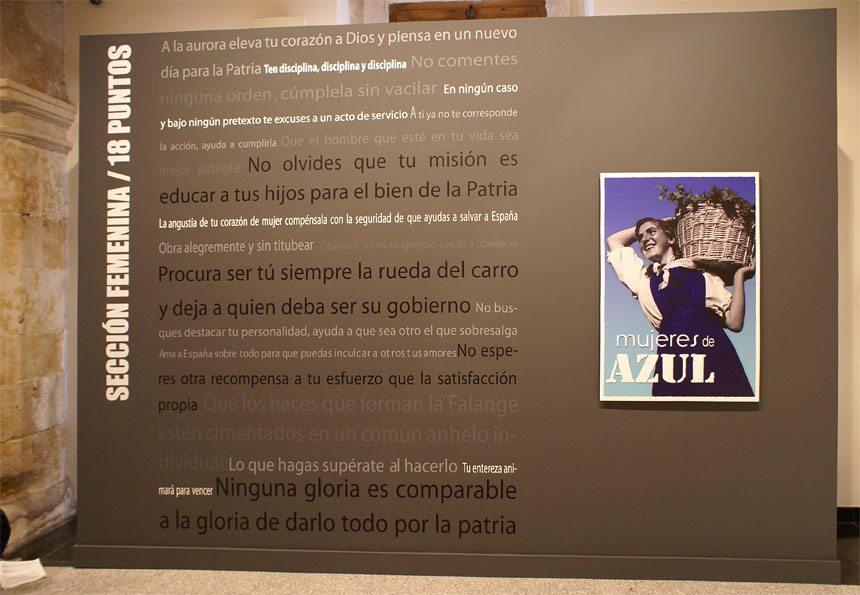 SECCIÓN FEMENINA / 18 PUNTOS
A la aurora eleva tu corazón a Dios y piensa en un nuevo
día para la Patria Ten disciplina, disciplina y disciplina No comentes
ninguna orden, cúmplela sin vacilar En ningún caso
y bajo ningún pretexto te excuses a un acto de servicio A ti ya no te corresponde
la acción, ayuda a cumplirla Que el hombre que esté en tu vida sea
mejor patriota No olvides que tu misión es
educar a tus hijos para el bien de la Patria
La angustia de tu corazón de mujer compénsala con la seguridad de que ayudas a salvar a España
Obra alegremente y sin titubear Obedece, y con tu ejemplo ayuda a obedecer
Procura ser tú siempre la rueda del carro
y deja a quien deba ser su gobierno No bus-
ques destacar tu personalidad, ayuda a que sea otro el que sobresalga
Ama a España sobre todo para que puedas inculcar a otros tus amores No espe-
res otra recompensa a tu esfuerzo que la satisfacción
propia Que los haces que forman la Falange
estén cimentados en un común anhelo in-
dividual Lo que hagas supérate al hacerlo Tu entereza ani-
mará para vencer Ninguna gloria es comparable
a la gloria de darlo todo por la patria
mujeres de
AZUL